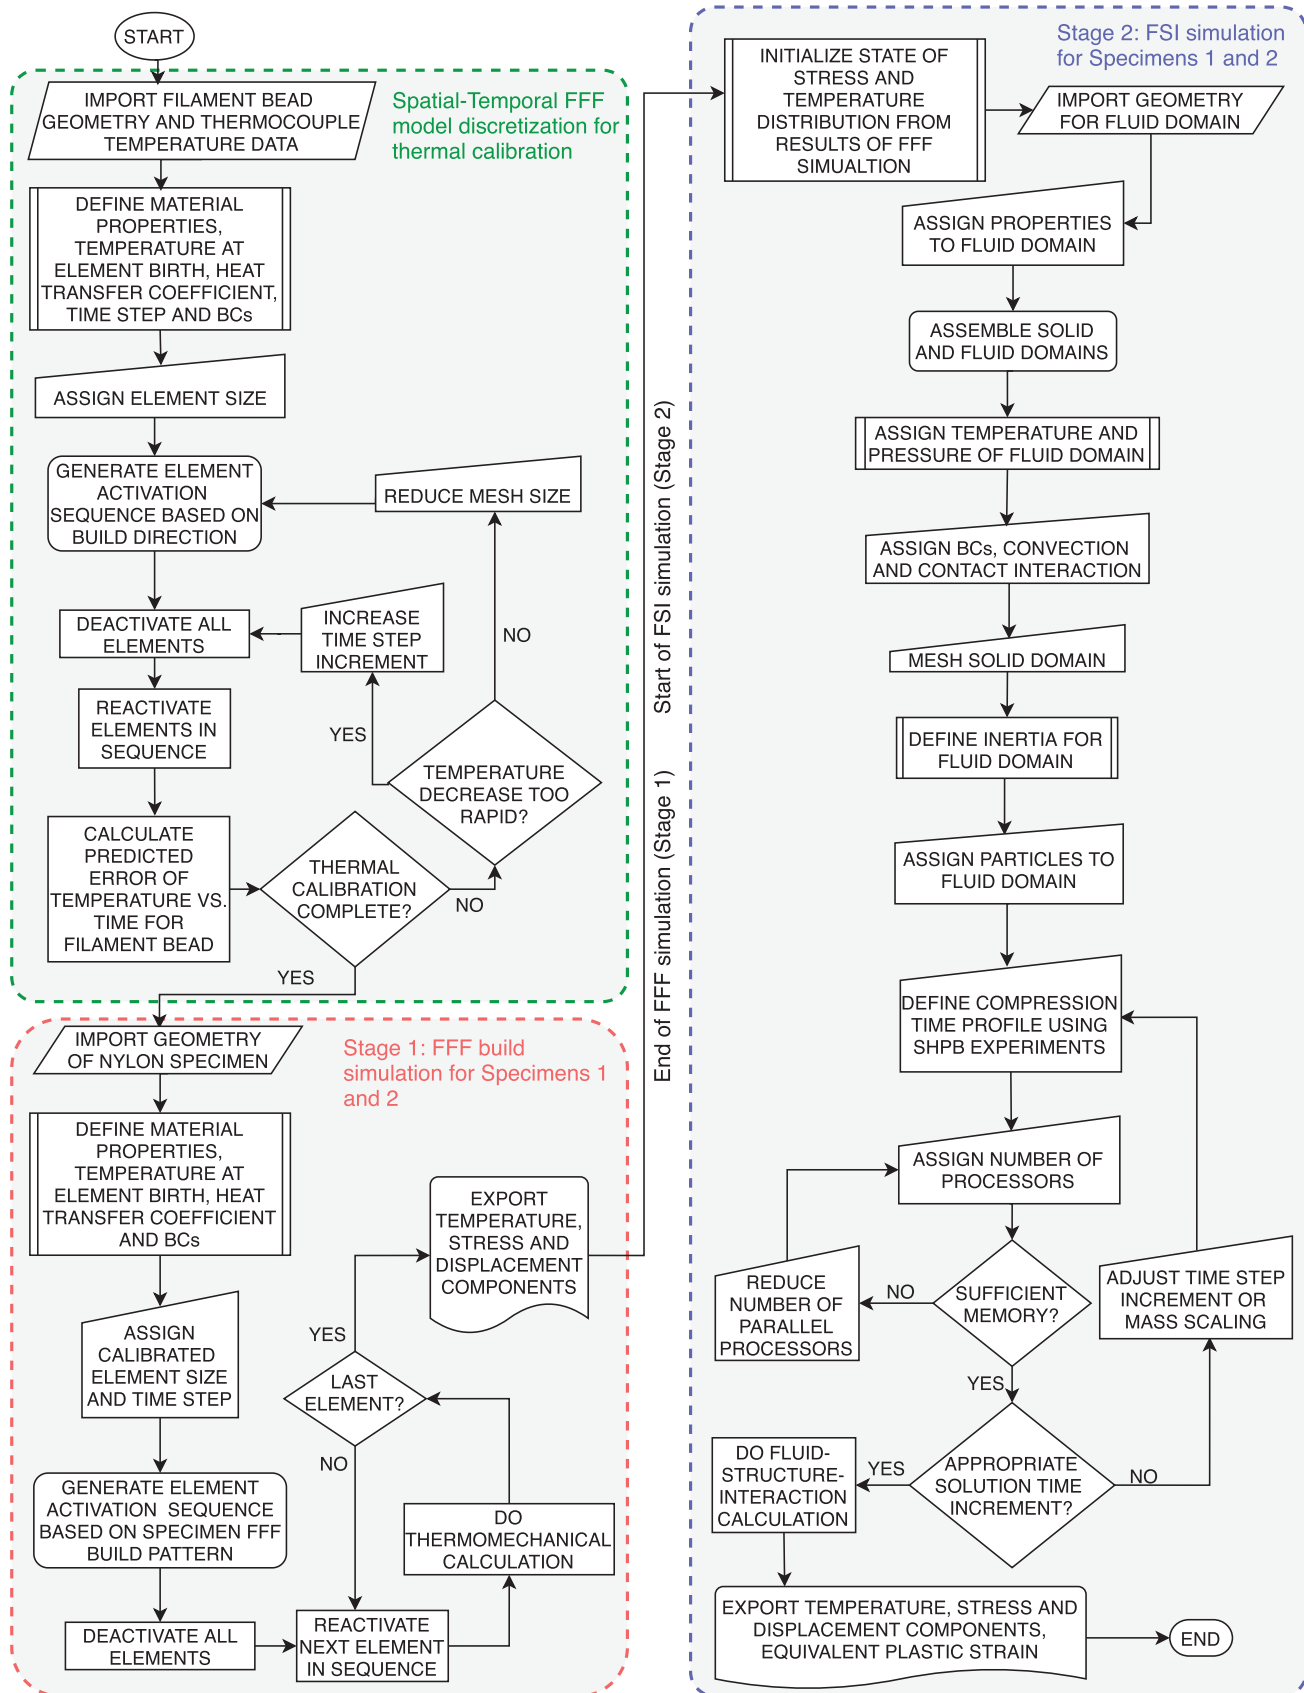 START
IMPORT FILAMENT BEAD
GEOMETRY AND THERMOCOUPLE
TEMPERATURE DATA
Spatial-Temporal FFF
model discretization for
thermal calibration
DEFINE MATERIAL
PROPERTIES,
TEMPERATURE AT
ELEMENT BIRTH, HEAT
TRANSFER COEFFICIENT,
TIME STEP AND BCs
ASSIGN ELEMENT SIZE
GENERATE ELEMENT
ACTIVATION
SEQUENCE BASED ON
BUILD DIRECTION
REDUCE MESH SIZE
DEACTIVATE ALL
ELEMENTS
INCREASE
TIME STEP
INCREMENT
NO
REACTIVATE
ELEMENTS IN
SEQUENCE
YES
TEMPERATURE
DECREASE TOO
RAPID?
CALCULATE
PREDICTED
ERROR OF
TEMPERATURE VS.
TIME FOR
FILAMENT BEAD
THERMAL
CALIBRATION
COMPLETE?
NO
YES
IMPORT GEOMETRY
OF NYLON SPECIMEN
Stage 1: FFF build
simulation for Specimens 1
and 2
DEFINE MATERIAL
PROPERTIES,
TEMPERATURE AT
ELEMENT BIRTH, HEAT
TRANSFER COEFFICIENT
AND BCs
ASSIGN
CALIBRATED
ELEMENT SIZE
AND TIME STEP
GENERATE ELEMENT
ACTIVATION SEQUENCE
BASED ON SPECIMEN FFF
BUILD PATTERN
DEACTIVATE ALL
ELEMENTS
REACTIVATE
NEXT ELEMENT
IN SEQUENCE
DO
THERMOMECHANICAL
CALCULATION
LAST
ELEMENT?
NO
YES
EXPORT
TEMPERATURE,
STRESS AND
DISPLACEMENT
COMPONENTS
End of FFF simulation (Stage 1)
Start of FSI simulation (Stage 2)
Stage 2: FSI simulation
for Specimens 1 and 2
INITIALIZE STATE OF
STRESS AND
TEMPERATURE
DISTRIBUTION FROM
RESULTS OF FFF
SIMUALTION
IMPORT GEOMETRY
FOR FLUID DOMAIN
ASSIGN PROPERTIES
TO FLUID DOMAIN
ASSEMBLE SOLID
AND FLUID DOMAINS
ASSIGN TEMPERATURE AND
PRESSURE OF FLUID DOMAIN
ASSIGN BCs, CONVECTION
AND CONTACT INTERACTION
MESH SOLID DOMAIN
DEFINE INERTIA FOR
FLUID DOMAIN
ASSIGN PARTICLES TO
FLUID DOMAIN
DEFINE COMPRESSION
TIME PROFILE USING
SHPB EXPERIMENTS
ASSIGN NUMBER OF
PROCESSORS
REDUCE
NUMBER OF
PARALLEL
PROCESSORS
NO
SUFFICIENT
MEMORY?
ADJUST TIME STEP
INCREMENT OR
MASS SCALING
YES
DO FLUID-
STRUCTURE-
INTERACTION
CALCULATION
YES
APPROPRIATE
SOLUTION TIME
INCREMENT?
NO
EXPORT TEMPERATURE, STRESS AND
DISPLACEMENT COMPONENTS,
EQUIVALENT PLASTIC STRAIN
END